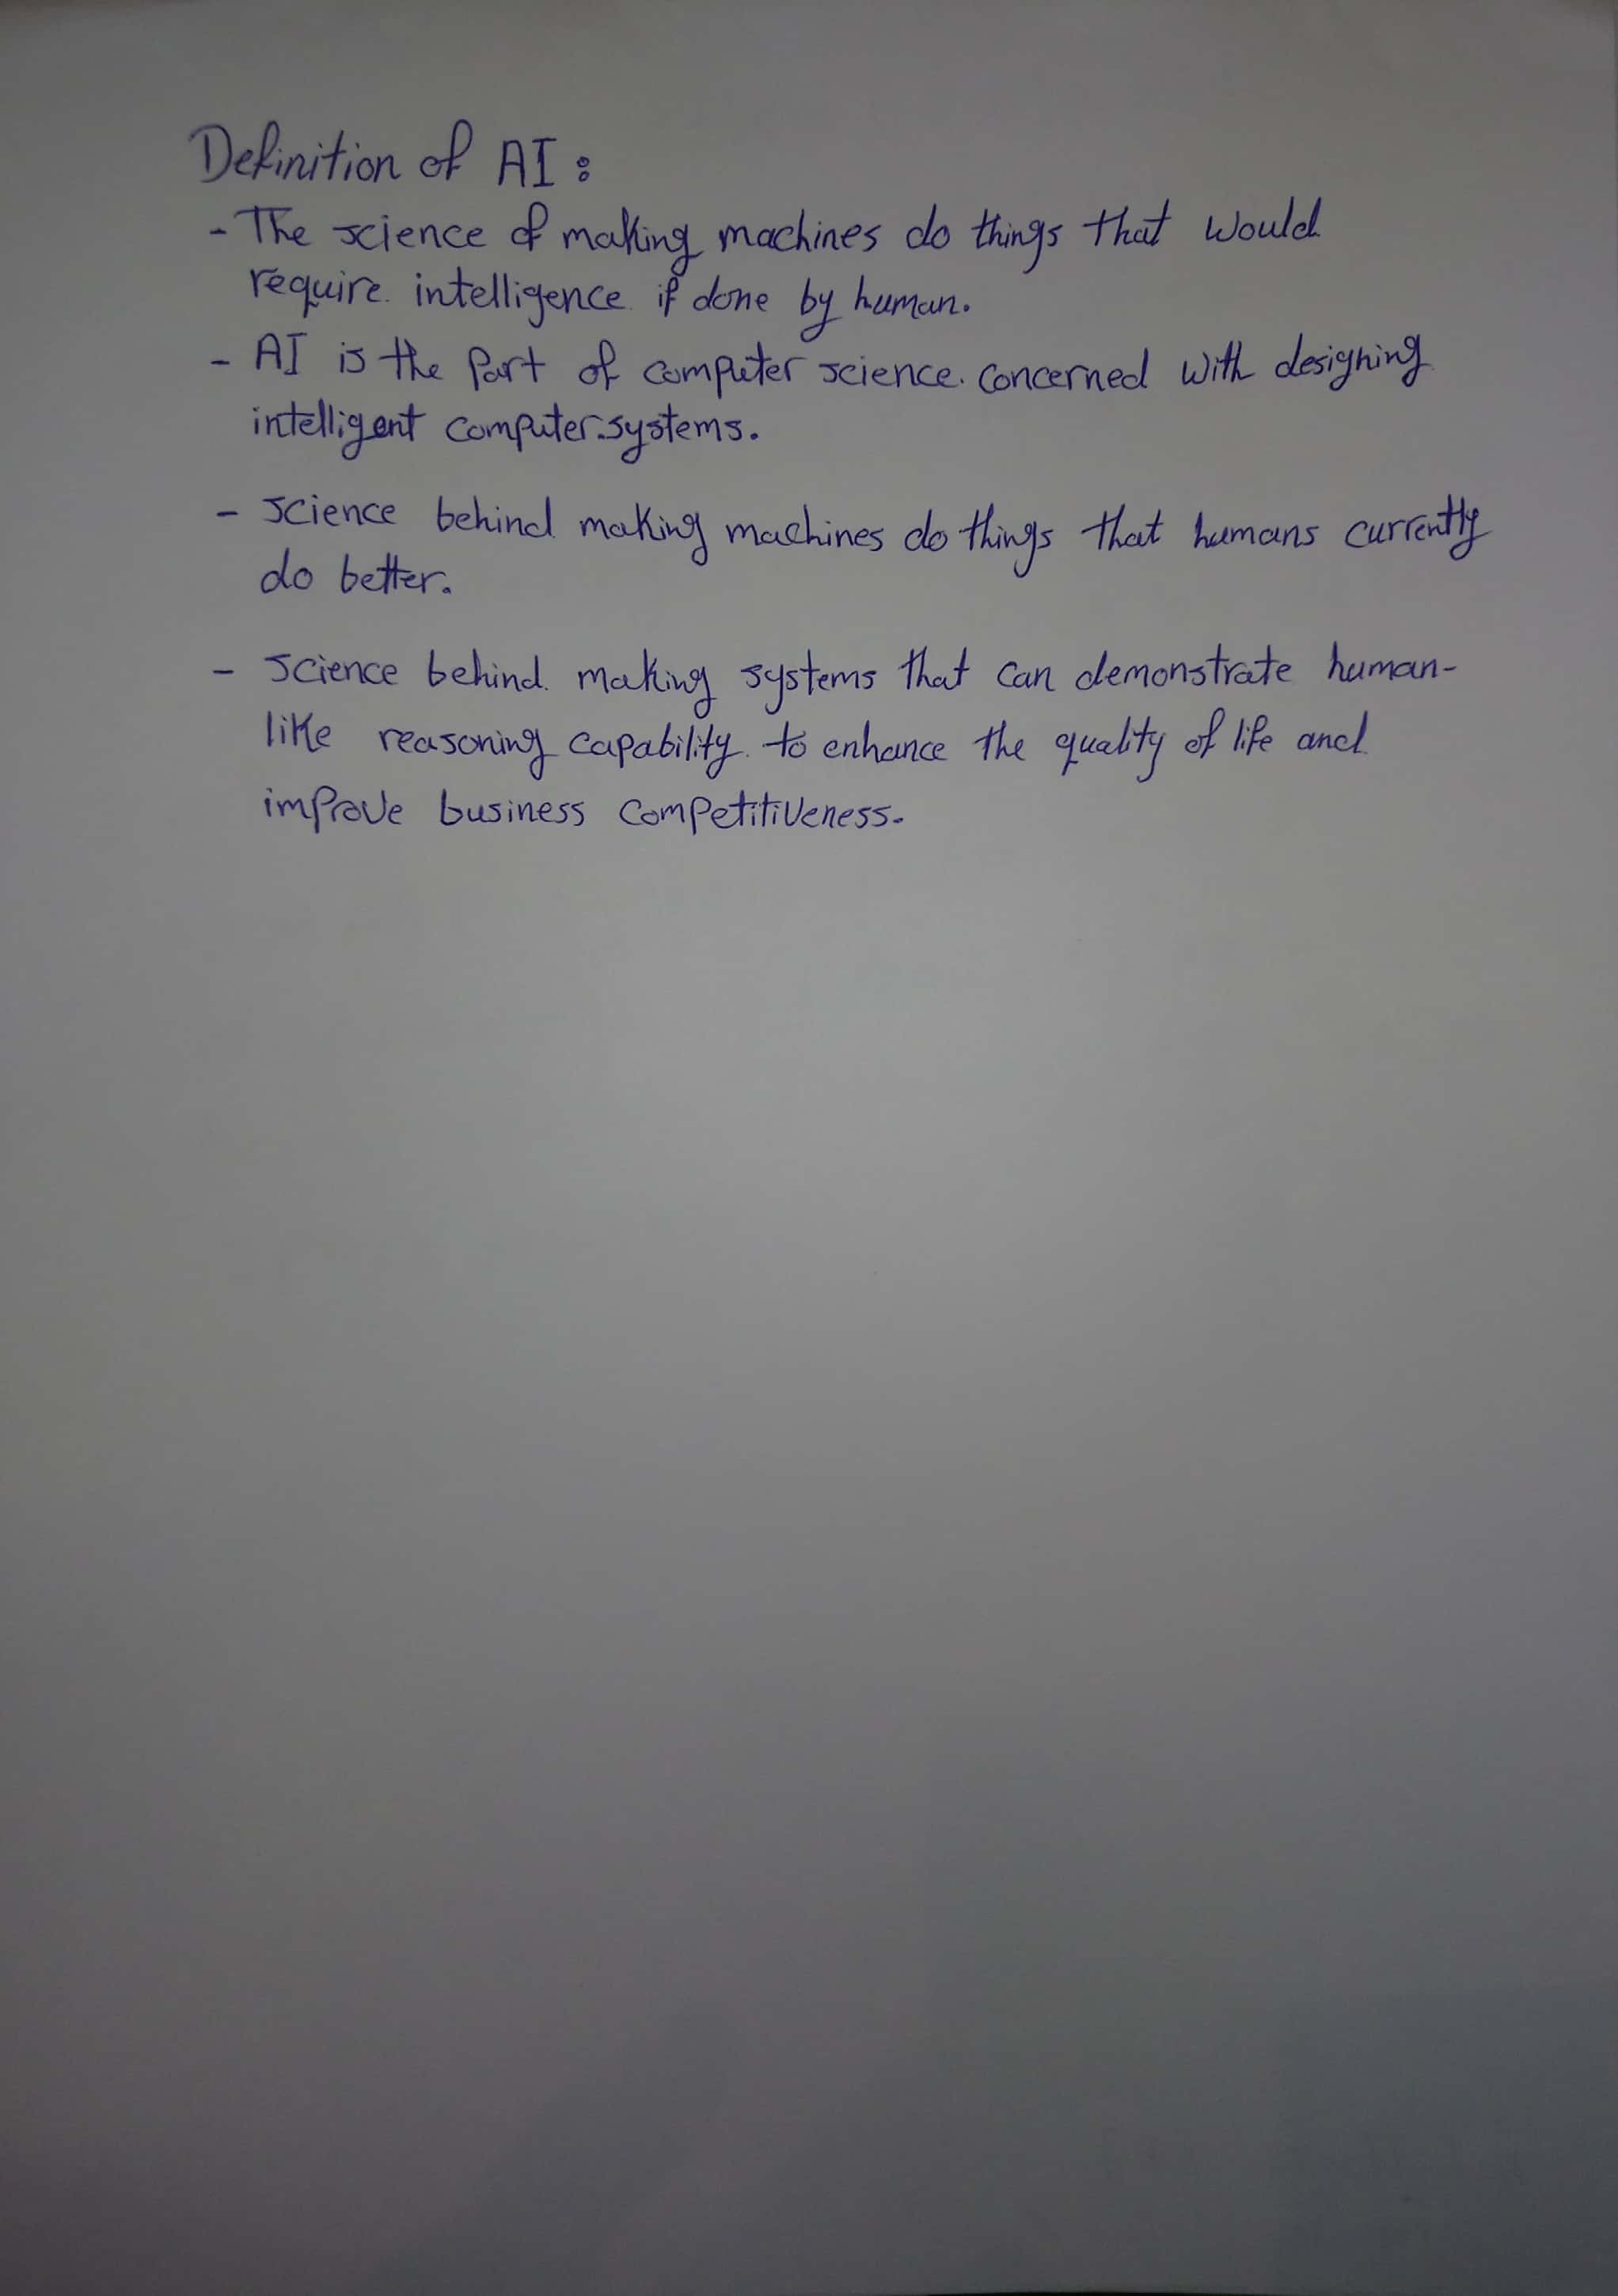 Definition of AI :
- The science of making machines do things that would
require intelligence if done by human.
- AI is the part of computer science concerned with designing
intelligent computer systems.
- science behind making machines do things that humans currently
do better.
- science behind making systems that can demonstrate human-
like reasoning capability to enhance the quality of life and
improve business competitiveness.